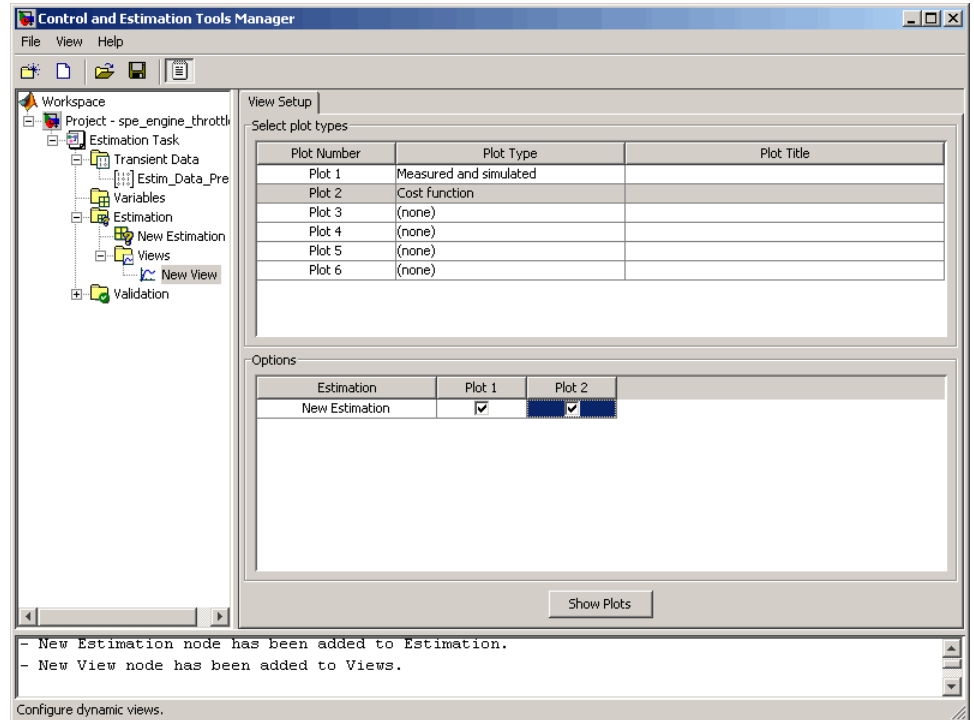 Control and Estimation Tools Manager
File View Help
Workspace
Project - spe_engine_throttl
Estimation Task
Transient Data
Estim_Data_Pre
Variables
Estimation
New Estimation
Views
New View
Validation
View Setup
Select plot types
Plot Number Plot Type Plot Title
Plot 1 Measured and simulated
Plot 2 Cost function
Plot 3 (none)
Plot 4 (none)
Plot 5 (none)
Plot 6 (none)
Options
Estimation Plot 1 Plot 2
New Estimation
Show Plots
- New Estimation node has been added to Estimation.
- New View node has been added to Views.
Configure dynamic views.